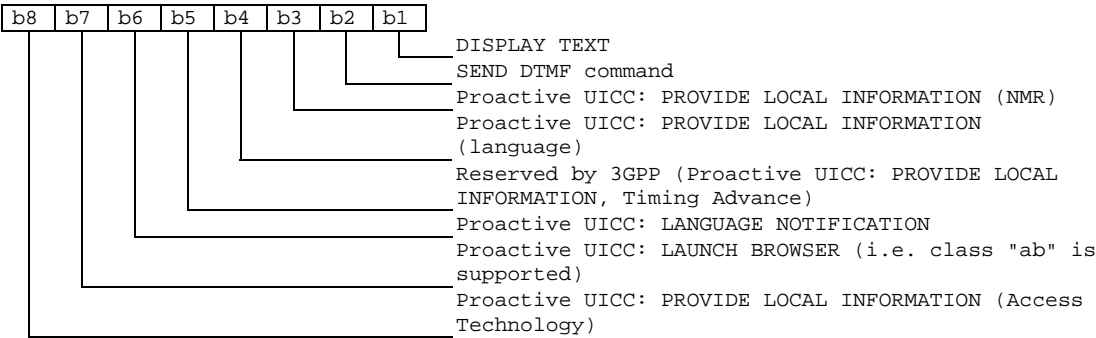 b8 b7 b6 b5 b4 b3 b2 b1
DISPLAY TEXT
SEND DTMF command
Proactive UICC: PROVIDE LOCAL INFORMATION (NMR)
Proactive UICC: PROVIDE LOCAL INFORMATION
(language)
Reserved by 3GPP (Proactive UICC: PROVIDE LOCAL
INFORMATION, Timing Advance)
Proactive UICC: LANGUAGE NOTIFICATION
Proactive UICC: LAUNCH BROWSER (i.e. class "ab" is
supported)
Proactive UICC: PROVIDE LOCAL INFORMATION (Access
Technology)